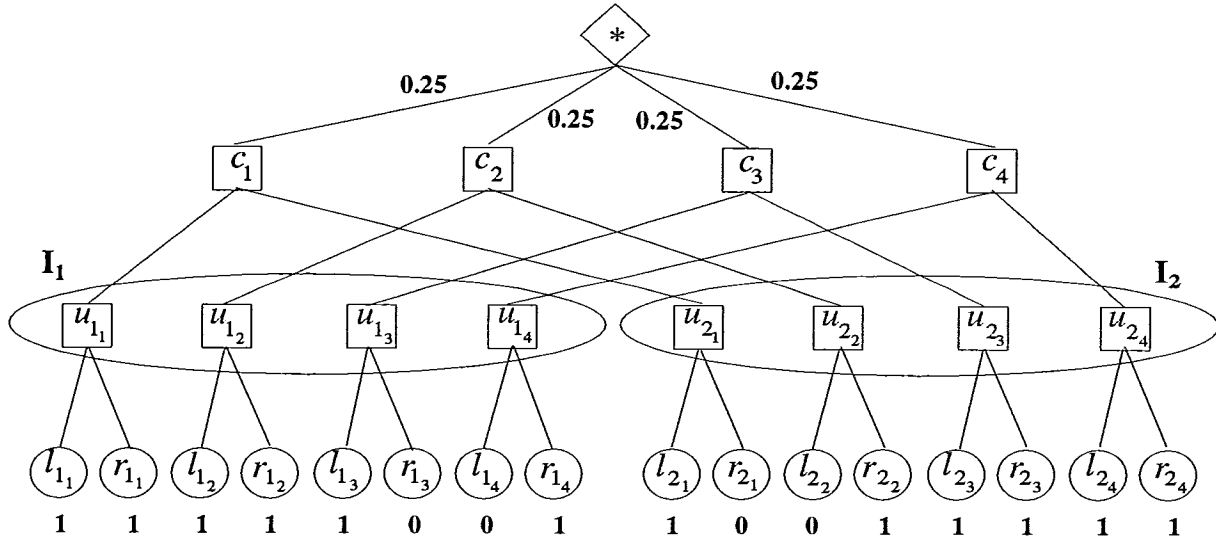 *
0.25 0.25
0.25 0.25
c₁ c₂ c₃ c₄
I₁ I₂
u₁₁ u₁₂ u₁₃ u₁₄ u₂₁ u₂₂ u₂₃ u₂₄
l₁₁ r₁₁ l₁₂ r₁₂ l₁₃ r₁₃ l₁₄ r₁₄ l₂₁ r₂₁ l₂₂ r₂₂ l₂₃ r₂₃ l₂₄ r₂₄
1 1 1 1 1 0 0 1 1 0 0 1 1 1 1 1